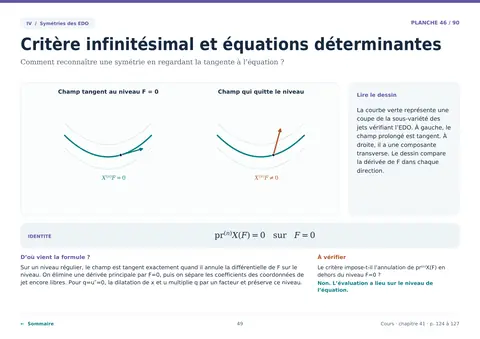 IV / Symétries des EDO
PLANCHE 46 / 90
Critère infinitésimal et équations déterminantes
Comment reconnaître une symétrie en regardant la tangente à l'équation ?
Champ tangent au niveau F = 0
Champ qui quitte le niveau
X⁽ⁿ⁾F = 0
X⁽ⁿ⁾F ≠ 0
Lire le dessin
La courbe verte représente une
coupe de la sous-variété des
jets vérifiant l'EDO. À gauche, le
champ prolongé est tangent. À
droite, il a une composante
transverse. Le dessin compare
la dérivée de F dans chaque
direction.
IDENTITÉ
pr⁽ⁿ⁾X(F) = 0 sur F = 0
D'où vient la formule ?
Sur un niveau régulier, le champ est tangent exactement quand il annule la différentielle de F sur le
niveau. On élimine une dérivée principale par F=0, puis on sépare les coefficients des coordonnées de
jet encore libres. Pour q=u″=0, la dilatation de x et u multiplie q par un facteur et préserve ce niveau.
À vérifier
Le critère impose-t-il l'annulation de pr⁽ⁿ⁾X(F) en
dehors du niveau F=0 ?
Non. L'évaluation a lieu sur le niveau de
l'équation.
← Sommaire
49
Cours · chapitre 41 · p. 124 à 127